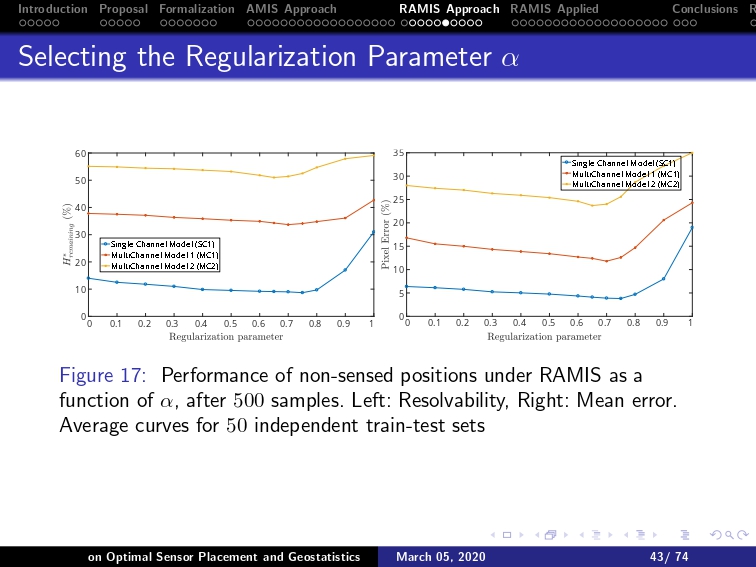 Introduction Proposal Formalization AMIS Approach RAMIS Approach RAMIS Applied Conclusions R
Selecting the Regularization Parameter α
60
50
40
30
20
10
0
H*remaining (%)
Single Channel Model (SC1)
MultiChannel Model 1 (MC1)
MultiChannel Model 2 (MC2)
0 0.1 0.2 0.3 0.4 0.5 0.6 0.7 0.8 0.9 1
Regularization parameter
35
30
25
20
15
10
5
0
Pixel Error (%)
Single Channel Model (SC1)
MultiChannel Model 1 (MC1)
MultiChannel Model 2 (MC2)
0 0.1 0.2 0.3 0.4 0.5 0.6 0.7 0.8 0.9 1
Regularization parameter
Figure 17: Performance of non-sensed positions under RAMIS as a
function of α, after 500 samples. Left: Resolvability, Right: Mean error.
Average curves for 50 independent train-test sets
on Optimal Sensor Placement and Geostatistics March 05, 2020 43/ 74